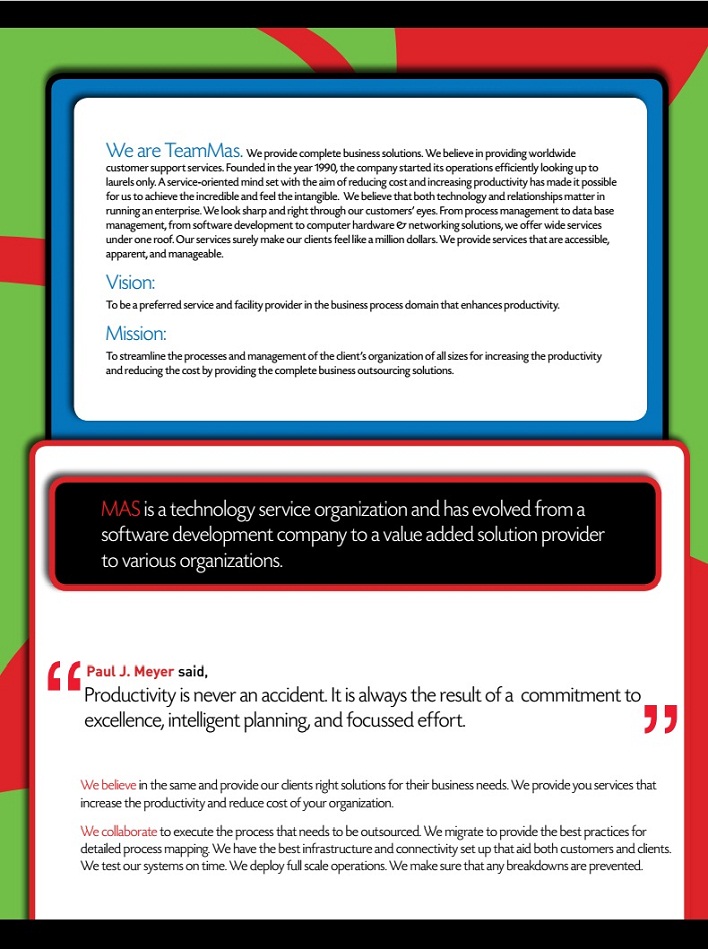 We are TeamMas. We provide complete business solutions. We believe in providing worldwide
customer support services. Founded in the year 1990, the company started its operations efficiently looking up to
laurels only. A service-oriented mind set with the aim of reducing cost and increasing productivity has made it possible
for us to achieve the incredible and feel the intangible. We believe that both technology and relationships matter in
running an enterprise. We look sharp and right through our customers' eyes. From process management to data base
management, from software development to computer hardware & networking solutions, we offer wide services
under one roof. Our services surely make our clients feel like a million dollars. We provide services that are accessible,
apparent, and manageable.
Vision:
To be a preferred service and facility provider in the business process domain that enhances productivity.
Mission:
To streamline the processes and management of the client's organization of all sizes for increasing the productivity
and reducing the cost by providing the complete business outsourcing solutions.
MAS is a technology service organization and has evolved from a
software development company to a value added solution provider
to various organizations.
“ Paul J. Meyer said,
Productivity is never an accident. It is always the result of a commitment to
excellence, intelligent planning, and focussed effort. ”
We believe in the same and provide our clients right solutions for their business needs. We provide you services that
increase the productivity and reduce cost of your organization.
We collaborate to execute the process that needs to be outsourced. We migrate to provide the best practices for
detailed process mapping. We have the best infrastructure and connectivity set up that aid both customers and clients.
We test our systems on time. We deploy full scale operations. We make sure that any breakdowns are prevented.